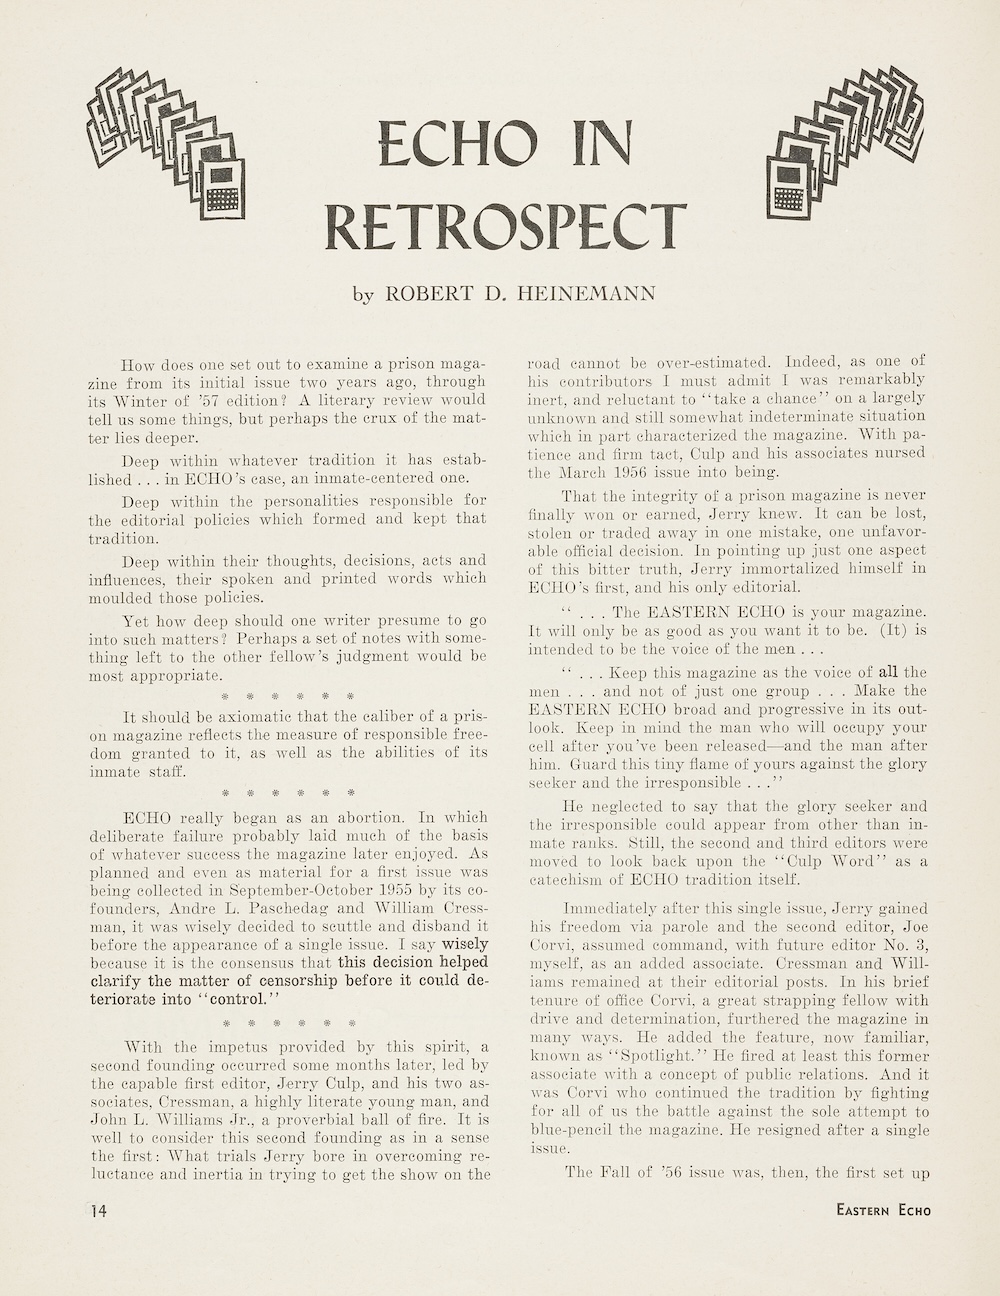 ECHO IN
RETROSPECT
by ROBERT D. HEINEMANN
How does one set out to examine a prison maga-
zine from its initial issue two years ago, through
its Winter of '57 edition? A literary review would
tell us some things, but perhaps the crux of the mat-
ter lies deeper.
Deep within whatever tradition it has estab-
lished . . . in ECHO's case, an inmate-centered one.
Deep within the personalities responsible for
the editorial policies which formed and kept that
tradition.
Deep within their thoughts, decisions, acts and
influences, their spoken and printed words which
moulded those policies.
Yet how deep should one writer presume to go
into such matters? Perhaps a set of notes with some-
thing left to the other fellow's judgment would be
most appropriate.
* * * * * *
It should be axiomatic that the caliber of a pris-
on magazine reflects the measure of responsible free-
dom granted to it, as well as the abilities of its
inmate staff.
* * * * * *
ECHO really began as an abortion. In which
deliberate failure probably laid much of the basis
of whatever success the magazine later enjoyed. As
planned and even as material for a first issue was
being collected in September-October 1955 by its co-
founders, Andre L. Paschedag and William Cress-
man, it was wisely decided to scuttle and disband it
before the appearance of a single issue. I say wisely
because it is the consensus that this decision helped
clarify the matter of censorship before it could de-
teriorate into "control."
* * * * * *
With the impetus provided by this spirit, a
second founding occurred some months later, led by
the capable first editor, Jerry Culp, and his two as-
sociates, Cressman, a highly literate young man, and
John L. Williams Jr., a proverbial ball of fire. It is
well to consider this second founding as in a sense
the first: What trials Jerry bore in overcoming re-
luctance and inertia in trying to get the show on the
road cannot be over-estimated. Indeed, as one of
his contributors I must admit I was remarkably
inert, and reluctant to "take a chance" on a largely
unknown and still somewhat indeterminate situation
which in part characterized the magazine. With pa-
tience and firm tact, Culp and his associates nursed
the March 1956 issue into being.
That the integrity of a prison magazine is never
finally won or earned, Jerry knew. It can be lost,
stolen or traded away in one mistake, one unfavor-
able official decision. In pointing up just one aspect
of this bitter truth, Jerry immortalized himself in
ECHO's first, and his only editorial.
" . . . The EASTERN ECHO is your magazine.
It will only be as good as you want it to be. (It) is
intended to be the voice of the men . . .
" . . . Keep this magazine as the voice of all the
men . . . and not of just one group . . . Make the
EASTERN ECHO broad and progressive in its out-
look. Keep in mind the man who will occupy your
cell after you've been released—and the man after
him. Guard this tiny flame of yours against the glory
seeker and the irresponsible . . ."
He neglected to say that the glory seeker and
the irresponsible could appear from other than in-
mate ranks. Still, the second and third editors were
moved to look back upon the "Culp Word" as a
catechism of ECHO tradition itself.
Immediately after this single issue, Jerry gained
his freedom via parole and the second editor, Joe
Corvi, assumed command, with future editor No. 3,
myself, as an added associate. Cressman and Will-
iams remained at their editorial posts. In his brief
tenure of office Corvi, a great strapping fellow with
drive and determination, furthered the magazine in
many ways. He added the feature, now familiar,
known as "Spotlight." He fired at least this former
associate with a concept of public relations. And it
was Corvi who continued the tradition by fighting
for all of us the battle against the sole attempt to
blue-pencil the magazine. He resigned after a single
issue.
The Fall of '56 issue was, then, the first set up
14
EASTERN ECHO